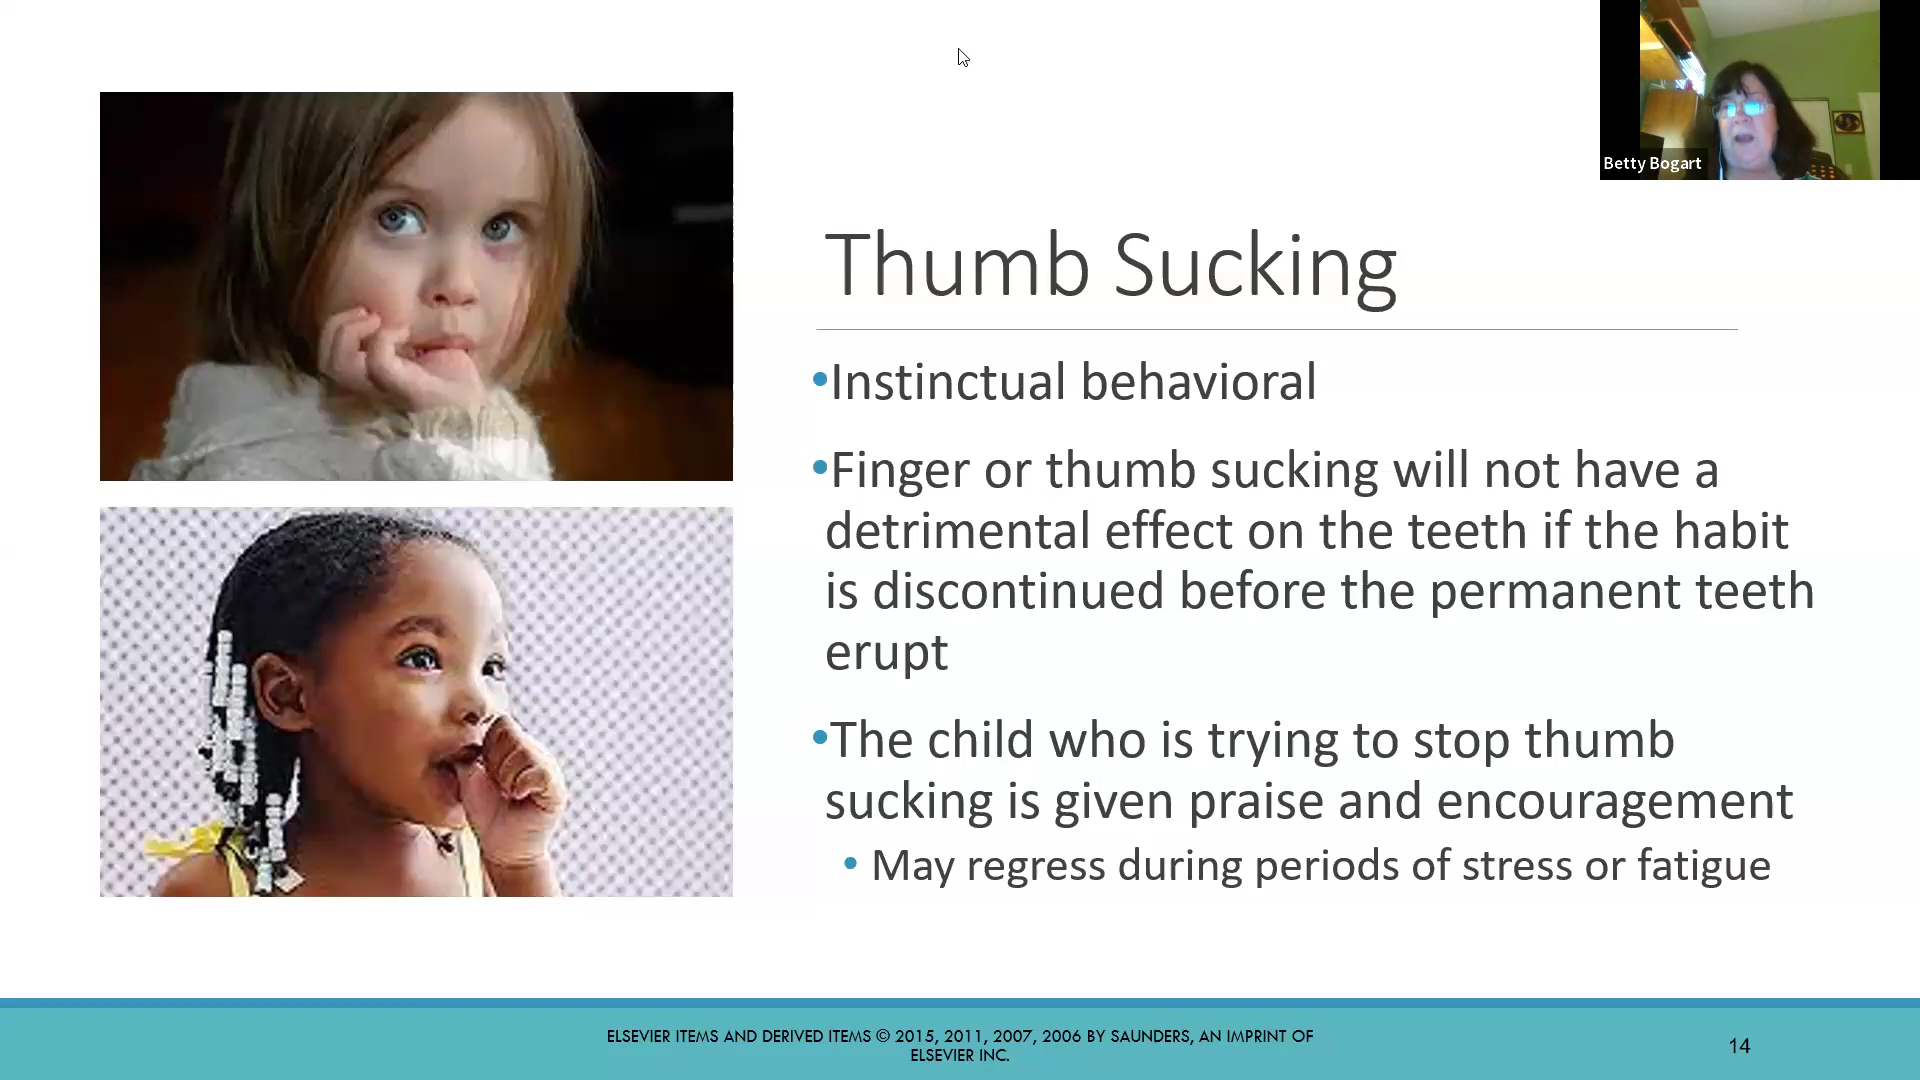 Betty Bogart
Thumb Sucking
•Instinctual behavioral
•Finger or thumb sucking will not have a
detrimental effect on the teeth if the habit
is discontinued before the permanent teeth
erupt
•The child who is trying to stop thumb
sucking is given praise and encouragement
• May regress during periods of stress or fatigue
ELSEVIER ITEMS AND DERIVED ITEMS © 2015, 2011, 2007, 2006 BY SAUNDERS, AN IMPRINT OF
ELSEVIER INC.
14